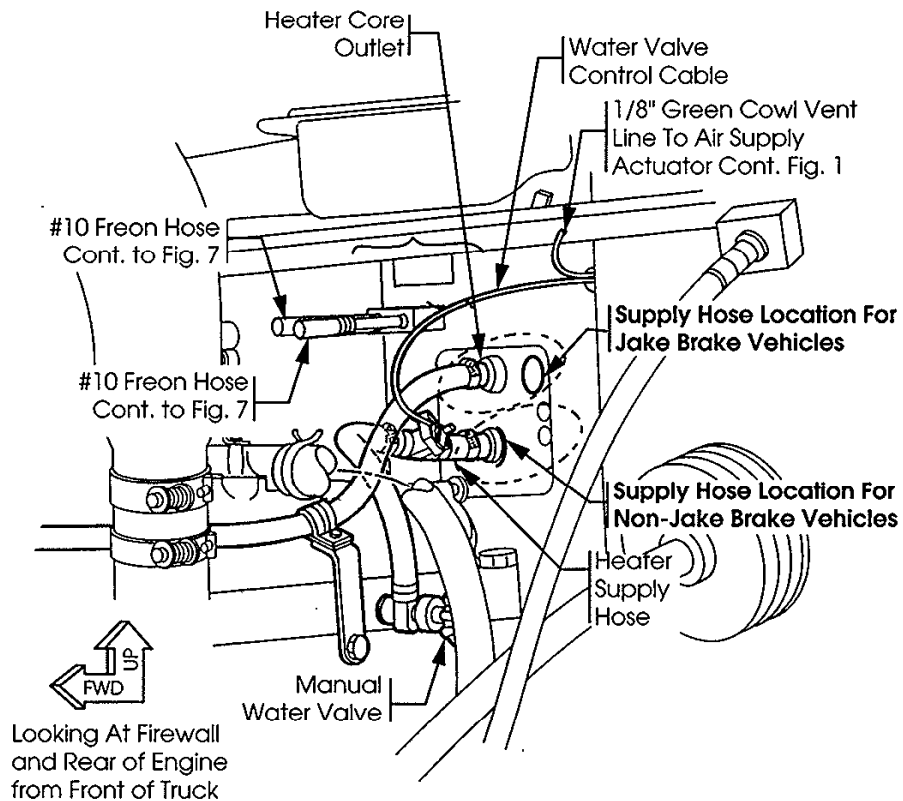 Heater Core
Outlet
Water Valve
Control Cable
1/8" Green Cowl Vent
Line To Air Supply
Actuator Cont. Fig. 1
#10 Freon Hose
Cont. to Fig. 7
Supply Hose Location For
Jake Brake Vehicles
#10 Freon Hose
Cont. to Fig. 7
Supply Hose Location For
Non-Jake Brake Vehicles
Heater
Supply
Hose
UP
FWD
Manual
Water Valve
Looking At Firewall
and Rear of Engine
from Front of Truck